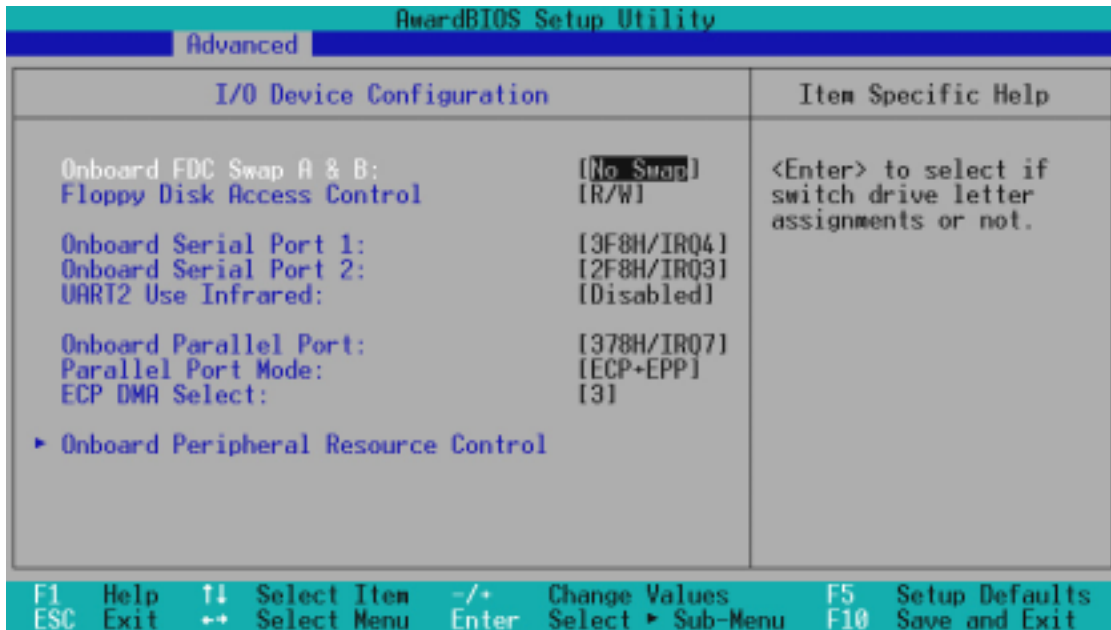 AwardBIOS Setup Utility
Advanced
I/O Device Configuration
Item Specific Help
Onboard FDC Swap A & B: [No Swap]
Floppy Disk Access Control [R/W]
Onboard Serial Port 1: [3F8H/IRQ4]
Onboard Serial Port 2: [2F8H/IRQ3]
UART2 Use Infrared: [Disabled]
Onboard Parallel Port: [378H/IRQ7]
Parallel Port Mode: [ECP+EPP]
ECP DMA Select: [3]
▸ Onboard Peripheral Resource Control
<Enter> to select if
switch drive letter
assignments or not.
F1 Help ↑↓ Select Item -/+ Change Values F5 Setup Defaults
ESC Exit ←→ Select Menu Enter Select ▸ Sub-Menu F10 Save and Exit